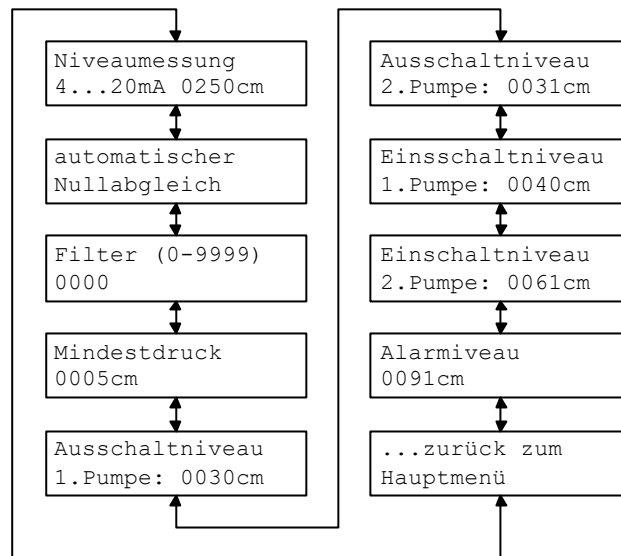 Niveaumessung
4...20mA 0250cm
automatischer
Nullabgleich
Filter (0-9999)
0000
Mindestdruck
0005cm
Ausschaltniveau
1.Pumpe: 0030cm
Ausschaltniveau
2.Pumpe: 0031cm
Einsschaltniveau
1.Pumpe: 0040cm
Einschaltniveau
2.Pumpe: 0061cm
Alarmiveau
0091cm
...zurück zum
Hauptmenü